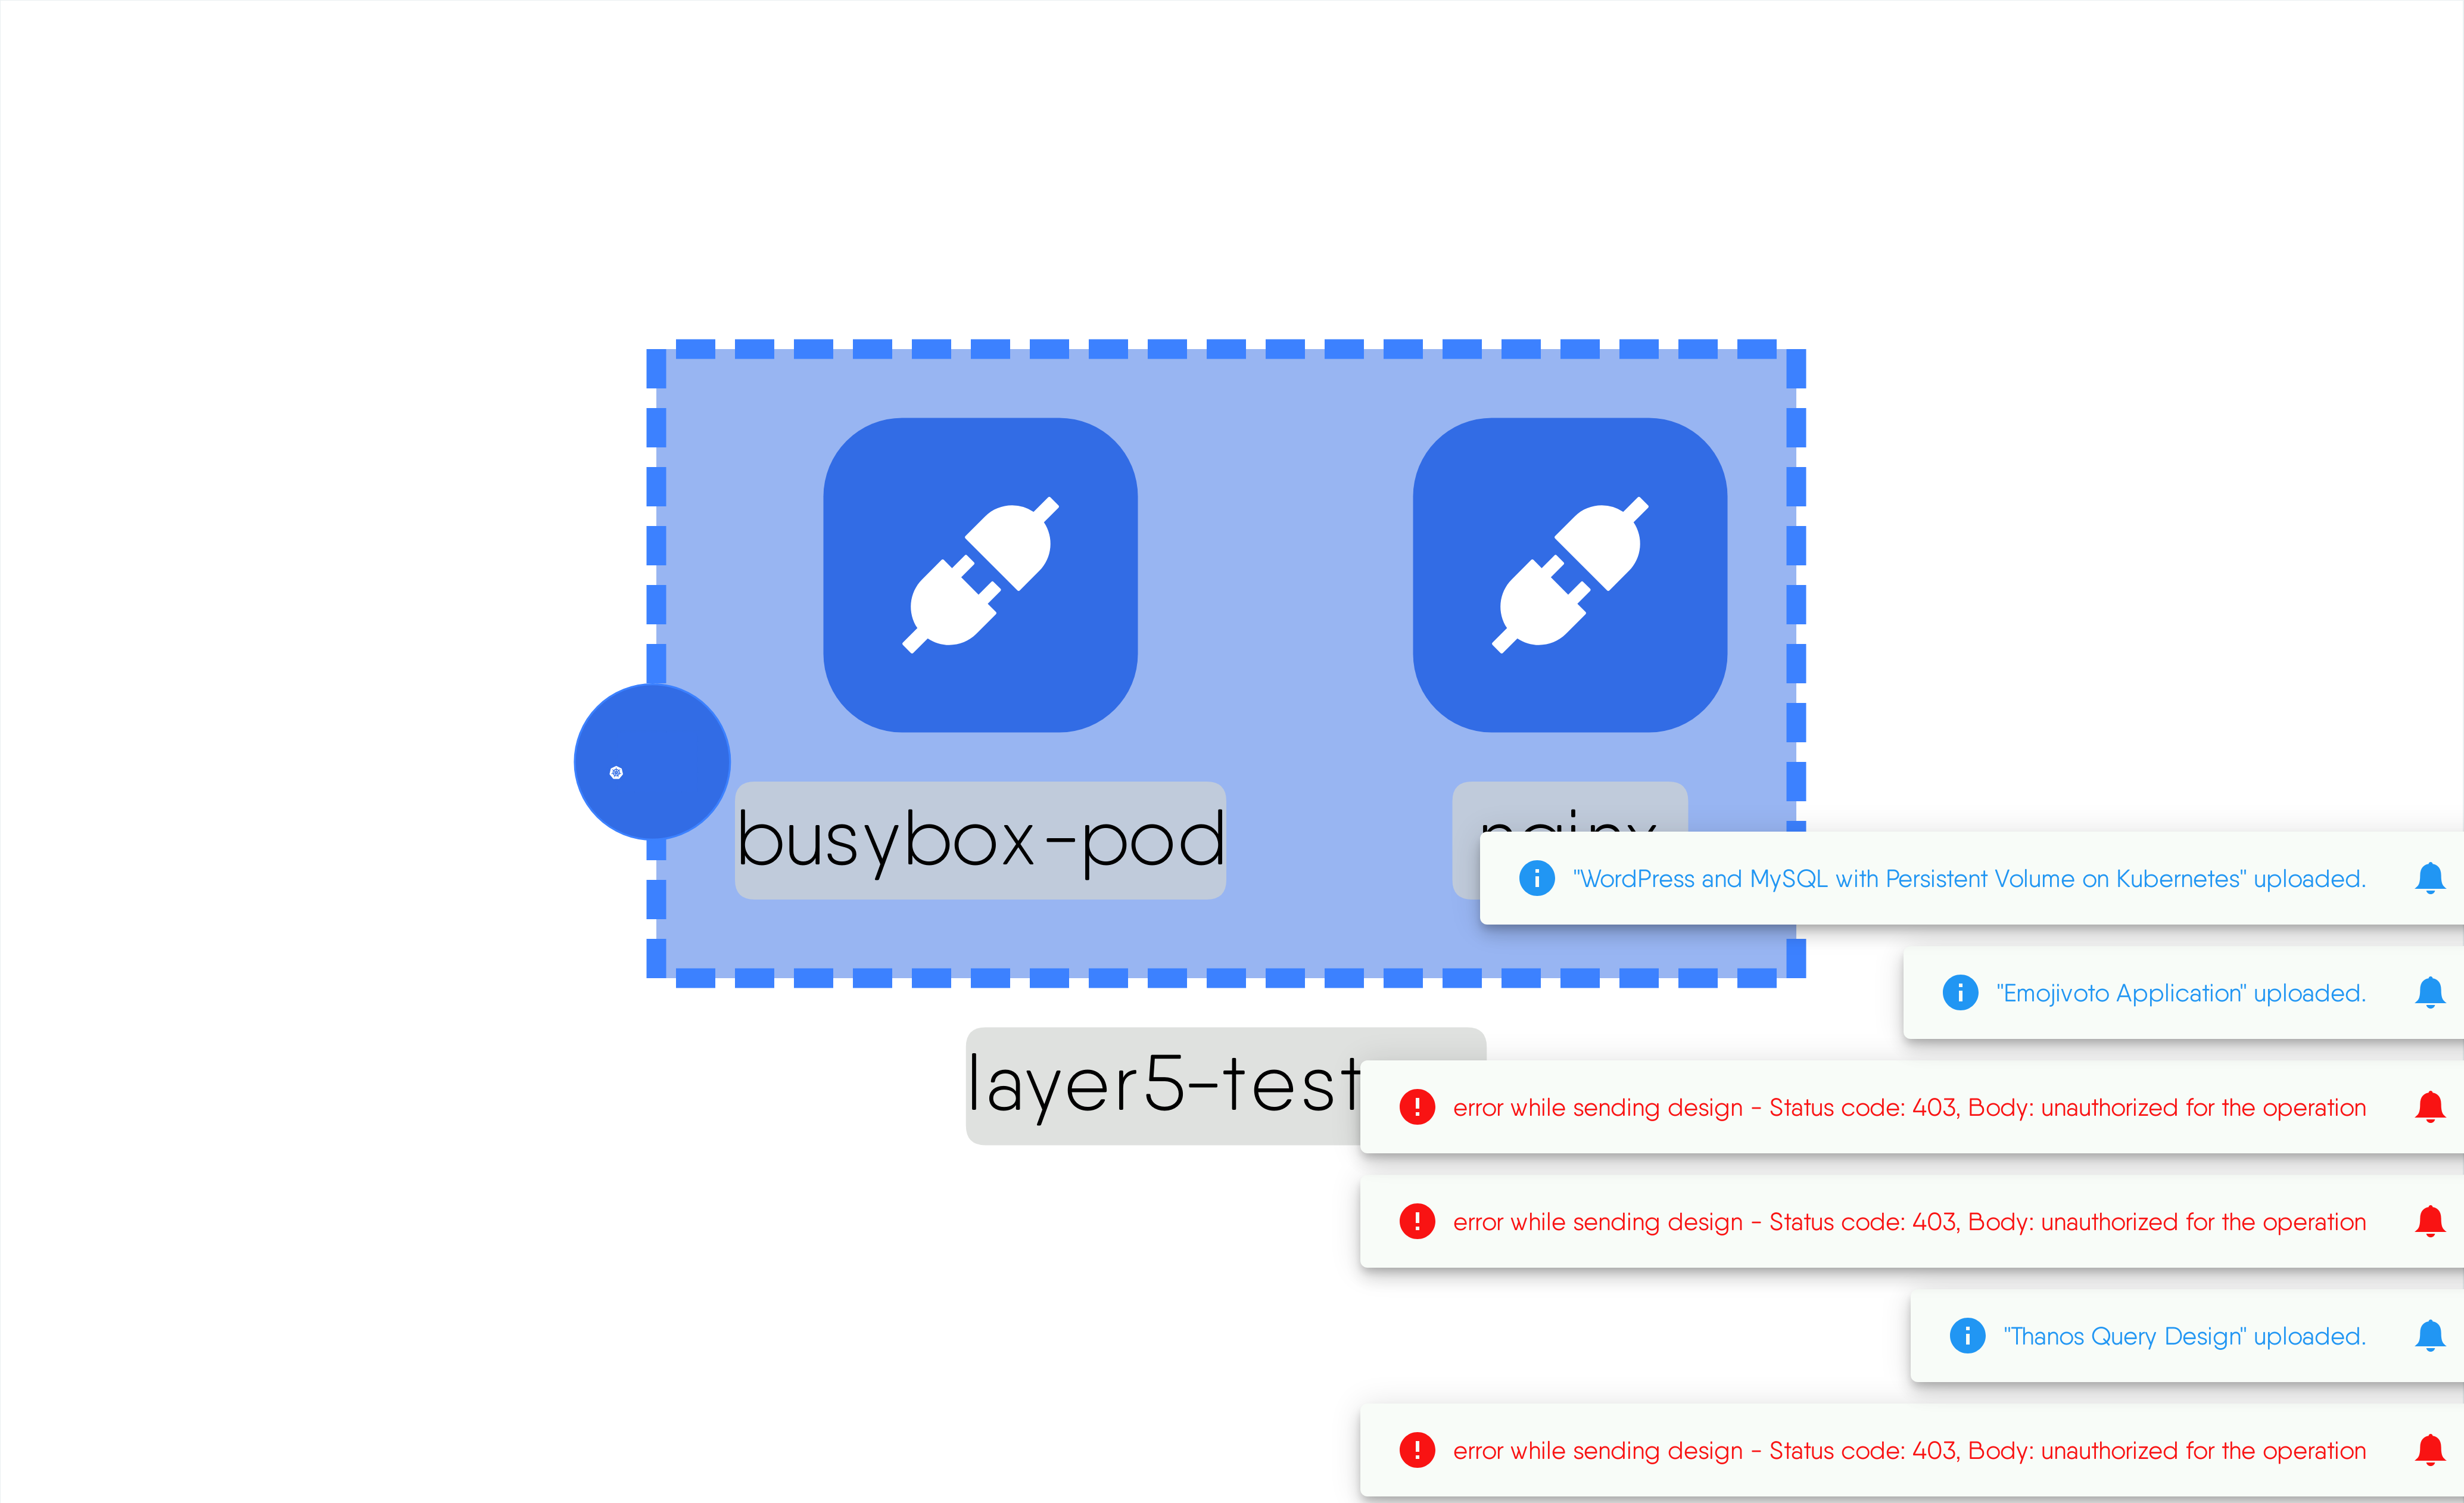 busybox-pod
nginx
"WordPress and MySQL with Persistent Volume on Kubernetes" uploaded.
"Emojivoto Application" uploaded.
layer5-test
error while sending design - Status code: 403, Body: unauthorized for the operation
error while sending design - Status code: 403, Body: unauthorized for the operation
"Thanos Query Design" uploaded.
error while sending design - Status code: 403, Body: unauthorized for the operation